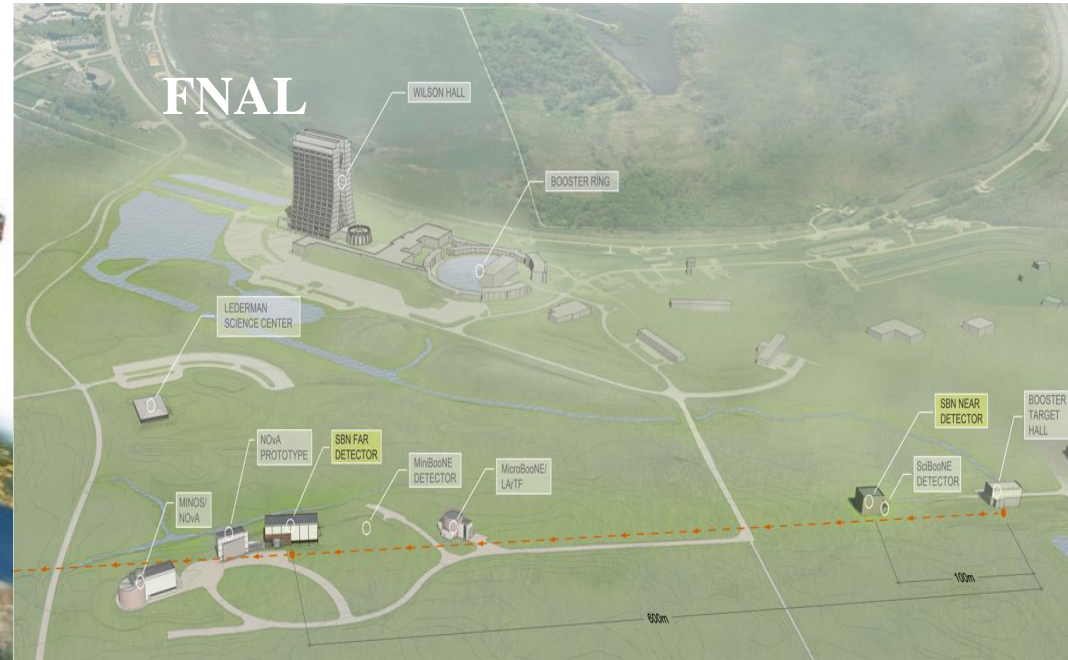 FNAL
WILSON HALL
BOOSTER RING
LEDERMAN
SCIENCE CENTER
SBN NEAR
DETECTOR
BOOSTER
TARGET
HALL
NOvA
PROTOTYPE
SBN FAR
DETECTOR
MiniBooNE
DETECTOR
MicroBooNE/
LArTF
SciBooNE
DETECTOR
MINOS/
NOvA
100m
600m